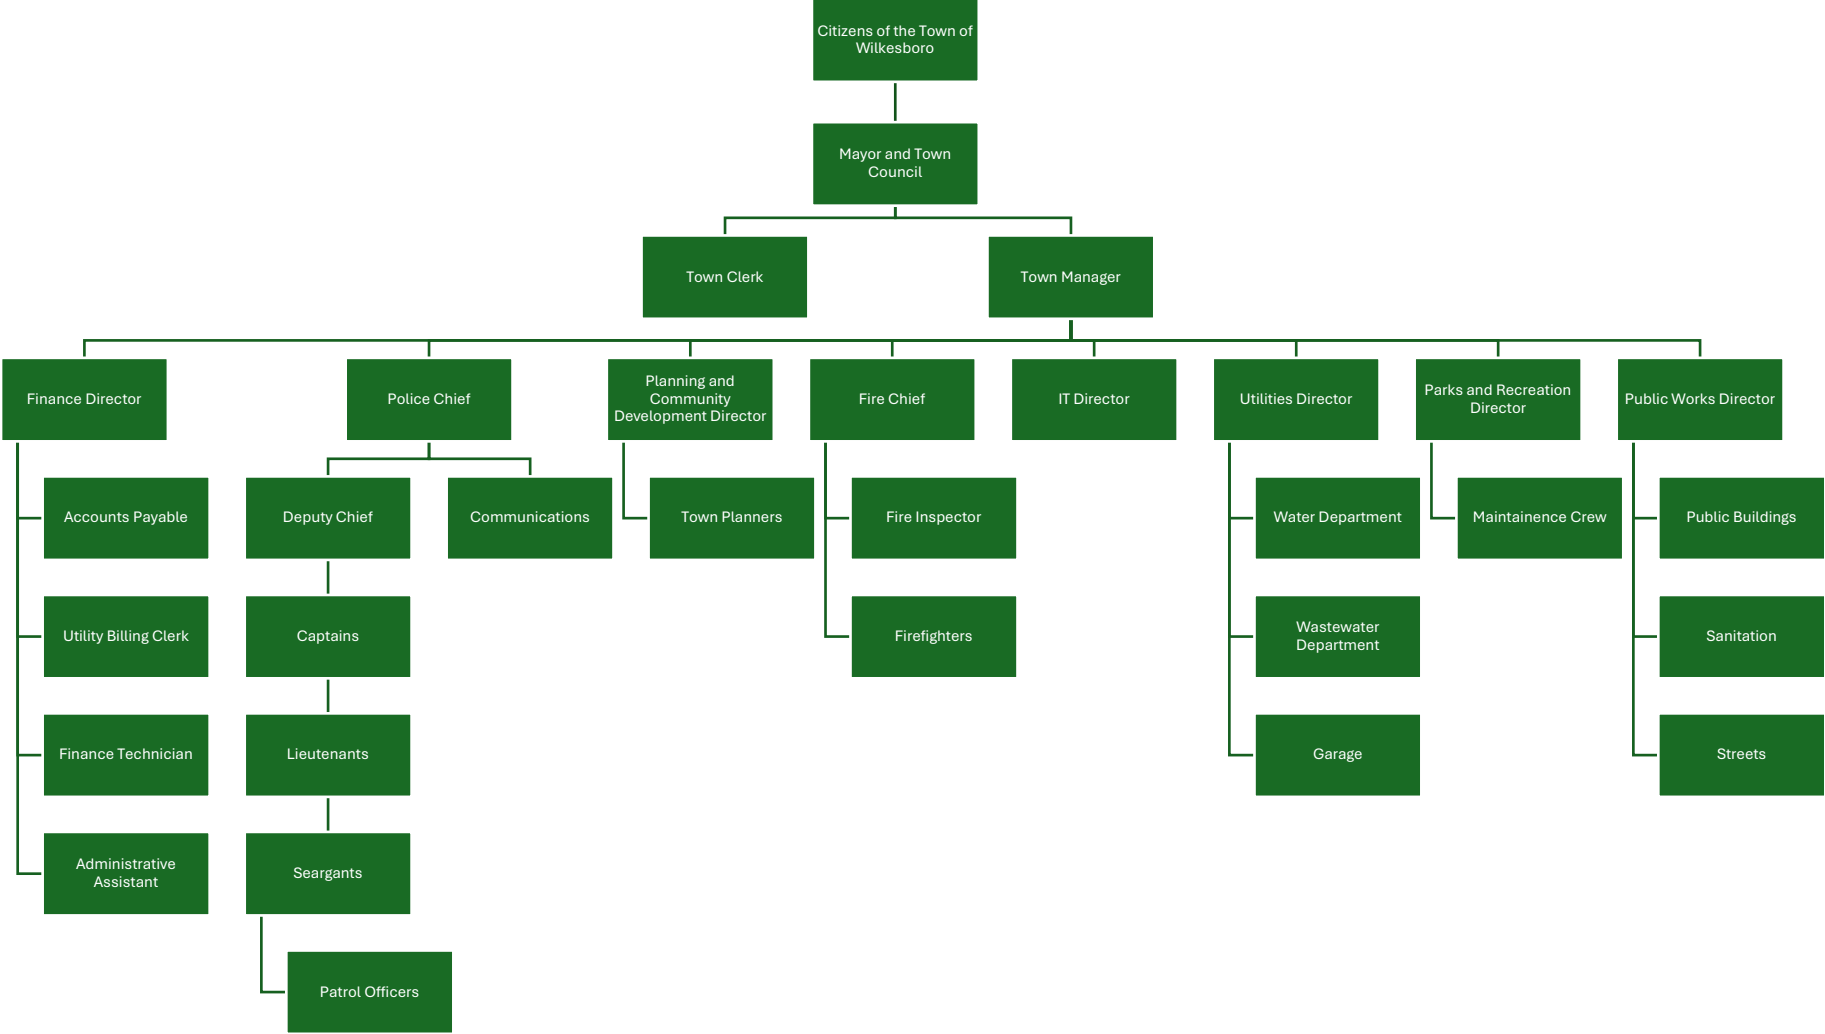 Citizens of the Town of
Wilkesboro
Mayor and Town
Council
Town Clerk
Town Manager
Finance Director
Police Chief
Planning and
Community
Development Director
Fire Chief
IT Director
Utilities Director
Parks and Recreation
Director
Public Works Director
Accounts Payable
Deputy Chief
Communications
Town Planners
Fire Inspector
Water Department
Maintainence Crew
Public Buildings
Utility Billing Clerk
Captains
Firefighters
Wastewater
Department
Sanitation
Finance Technician
Lieutenants
Garage
Streets
Administrative
Assistant
Seargants
Patrol Officers